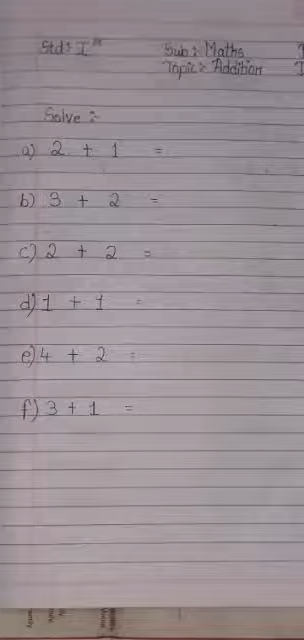 Std:- Iˢᵗ Sub:- Maths
Topic:- Addition
Solve :-
a) 2 + 1 =
b) 3 + 2 =
c) 2 + 2 =
d) 1 + 1 =
e) 4 + 2 =
f) 3 + 1 =